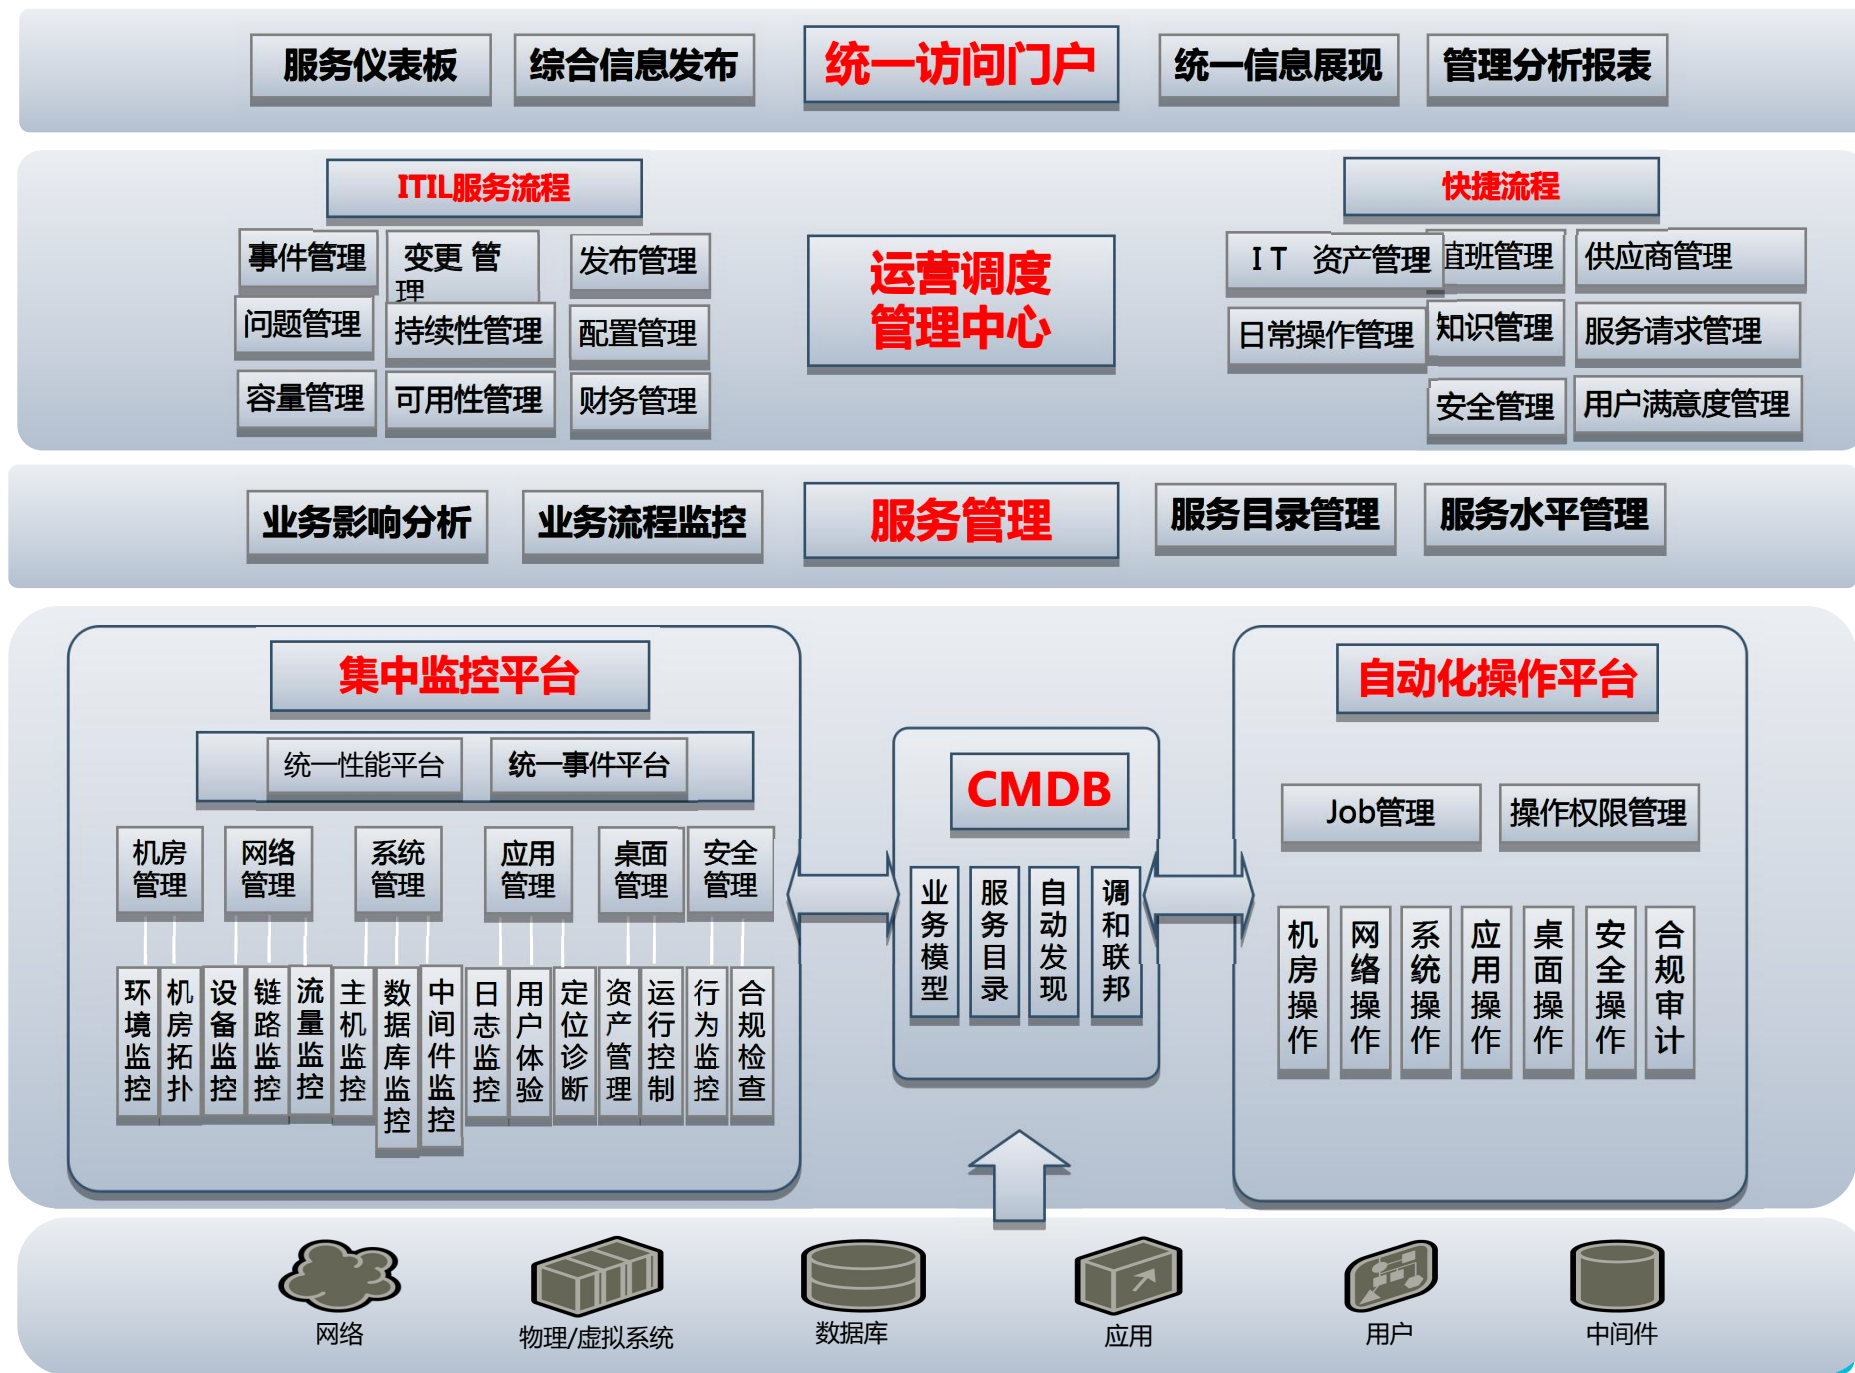 服务仪表板
综合信息发布
统一访问门户
统一信息展现
管理分析报表
ITIL服务流程
事件管理
变更 管
理
发布管理
问题管理
持续性管理
配置管理
容量管理
可用性管理
财务管理
运营调度
管理中心
快捷流程
IT 资产管理
值班管理
供应商管理
日常操作管理
知识管理
服务请求管理
安全管理
用户满意度管理
业务影响分析
业务流程监控
服务管理
服务目录管理
服务水平管理
集中监控平台
统一性能平台
统一事件平台
机房
管理
网络
管理
系统
管理
应用
管理
桌面
管理
安全
管理
环境监控
机房拓扑
设备监控
链路监控
流量监控
主机监控
数据库监控
中间件监控
日志监控
用户体验
定位诊断
资产管理
运行控制
行为监控
合规检查
CMDB
业务模型
服务目录
自动发现
调和联邦
自动化操作平台
Job管理
操作权限管理
机房操作
网络操作
系统操作
应用操作
桌面操作
安全操作
合规审计
网络
物理/虚拟系统
数据库
应用
用户
中间件